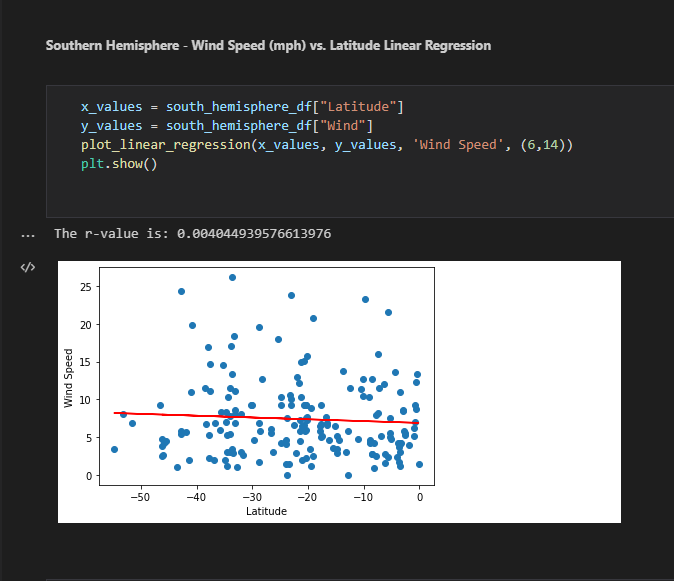 Southern Hemisphere - Wind Speed (mph) vs. Latitude Linear Regression
x_values = south_hemisphere_df["Latitude"]
y_values = south_hemisphere_df["Wind"]
plot_linear_regression(x_values, y_values, 'Wind Speed', (6,14))
plt.show()
... The r-value is: 0.004044939576613976
</>
25
20
15
10
5
0
Wind Speed
−50 −40 −30 −20 −10 0
Latitude